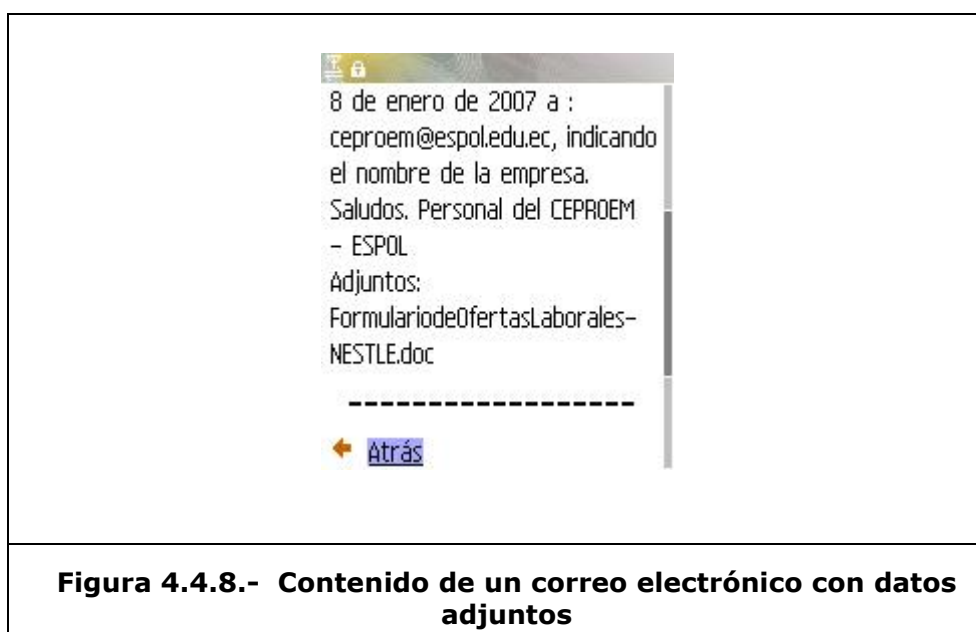 8 de enero de 2007 a :
ceproem@espol.edu.ec, indicando
el nombre de la empresa.
Saludos. Personal del CEPROEM
- ESPOL
Adjuntos:
FormulariodeOfertasLaborales-
NESTLE.doc
-------------------
Atrás
Figura 4.4.8.- Contenido de un correo electrónico con datos
adjuntos